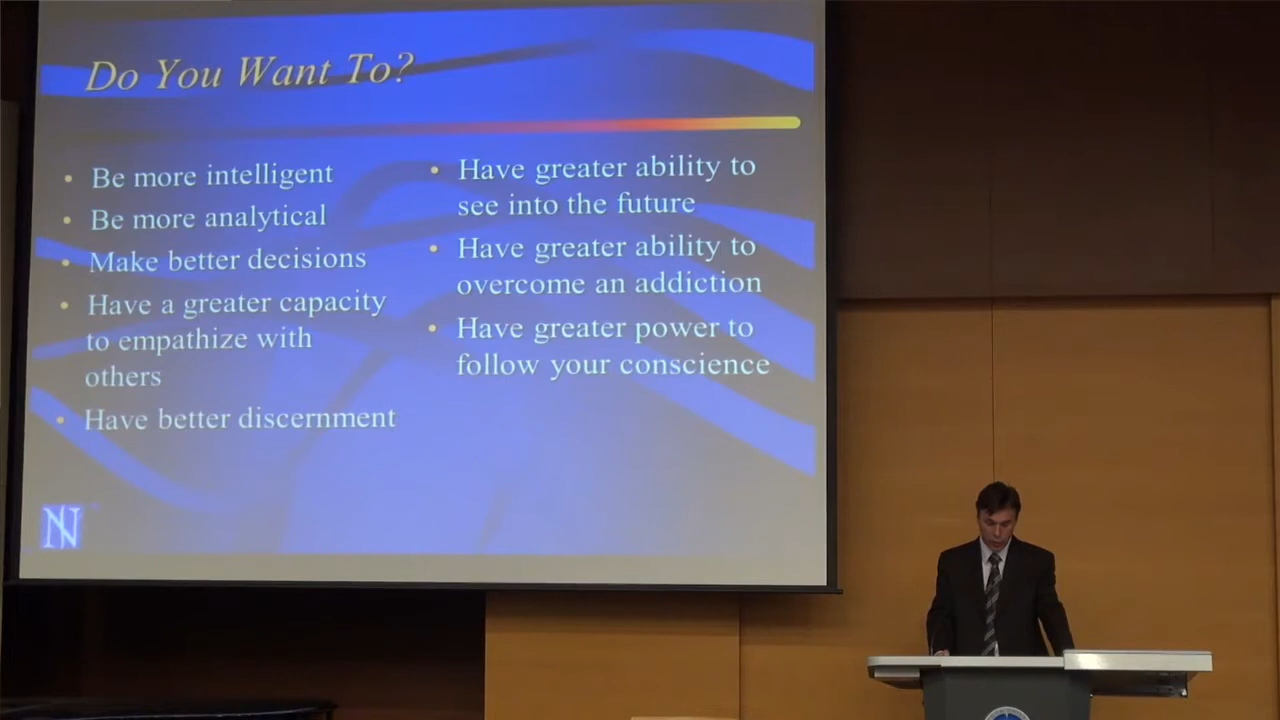 Do You Want To?
• Be more intelligent
• Be more analytical
• Make better decisions
• Have a greater capacity
to empathize with
others
• Have better discernment
• Have greater ability to
see into the future
• Have greater ability to
overcome an addiction
• Have greater power to
follow your conscience
N